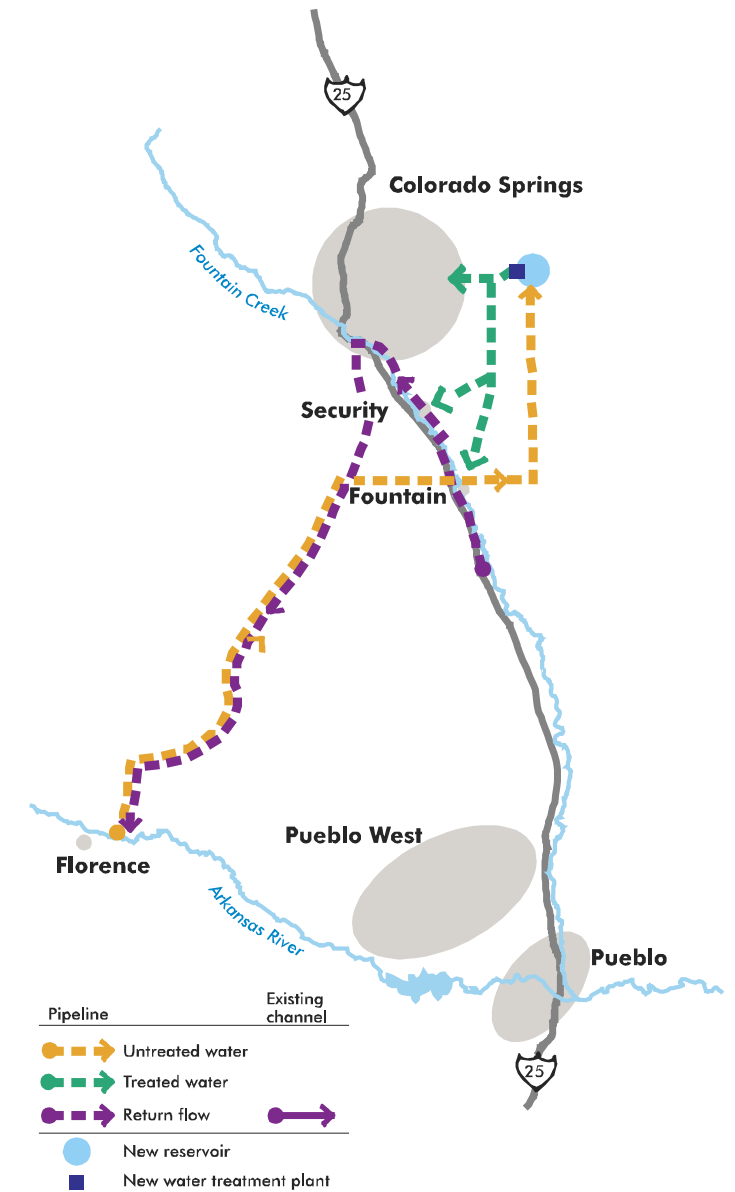 25
Colorado Springs
Fountain Creek
Security
Fountain
Pueblo West
Florence
Arkansas River
Pueblo
Pipeline
Existing
channel
Untreated water
25
Treated water
Return flow
New reservoir
New water treatment plant